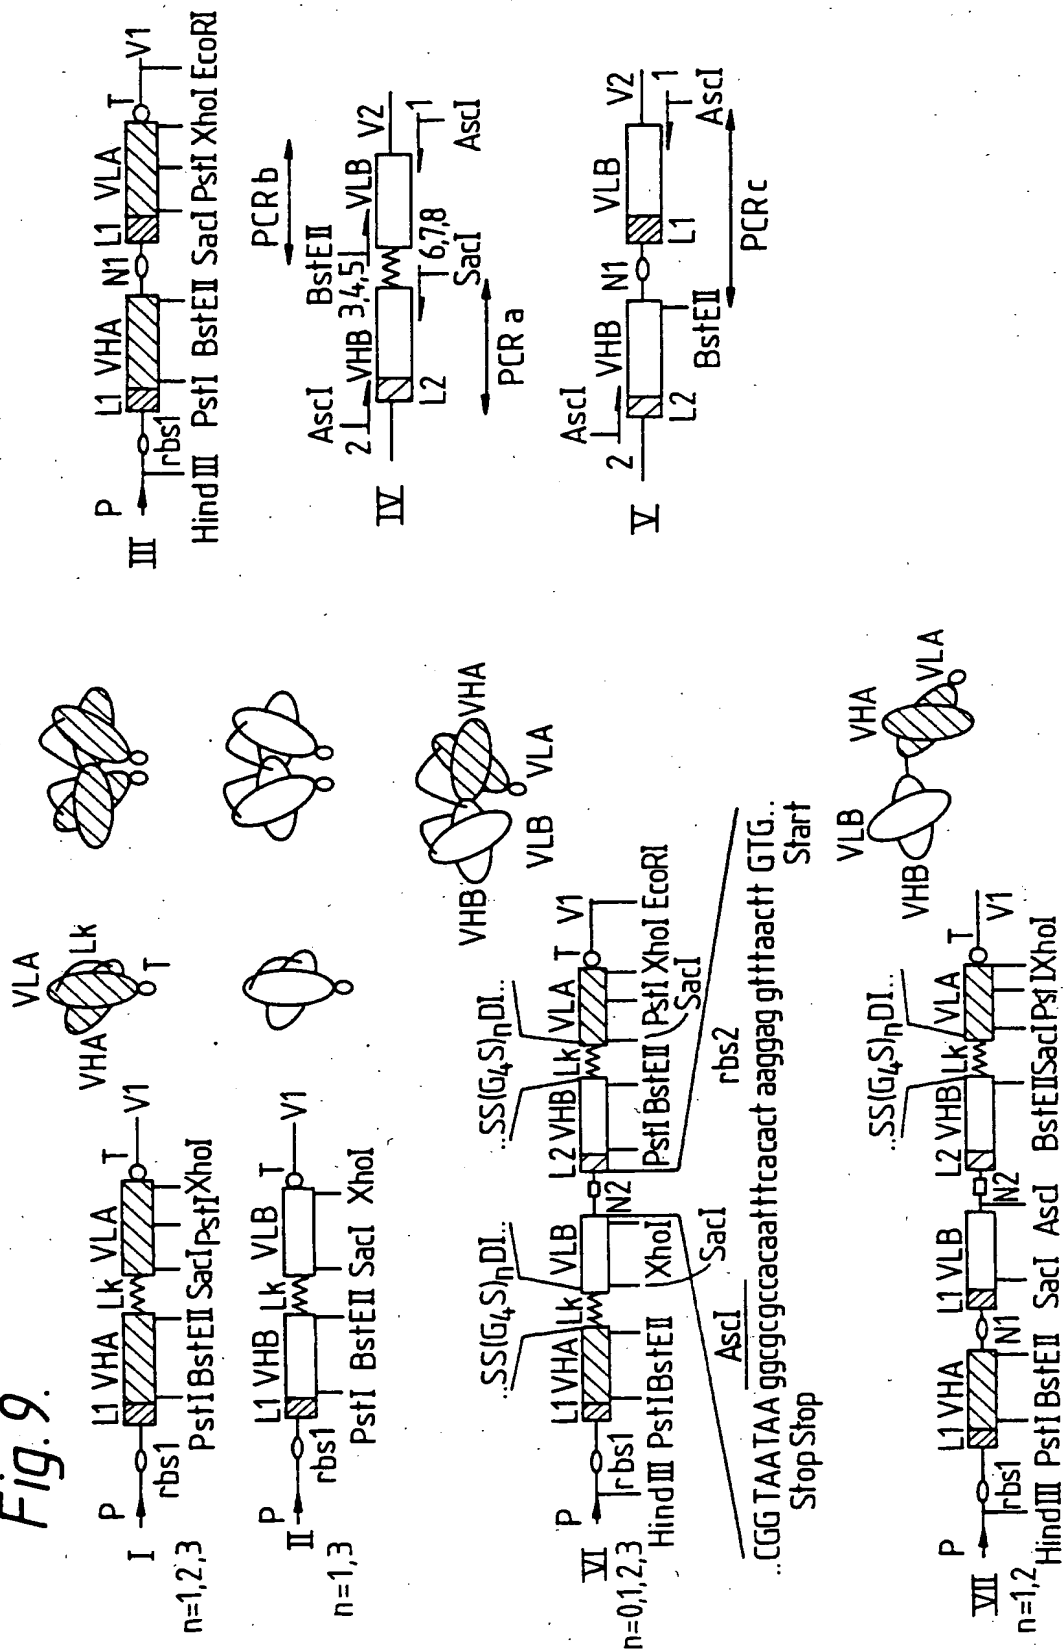 Fig. 9.
I
n=1,2,3
P
rbs1
L1 VHA Lk VLA T V1
PstI BstEII SacI PstI XhoI
VLA
VHA
Lk
T
II
n=1,3
P
rbs1
L1 VHB Lk VLB T V1
PstI BstEII SacI XhoI
III
P
rbs1
L1 VHA N1 L1 VLA T V1
HindIII PstI BstEII SacI PstI XhoI EcoRI
IV
AscI
2
VHB
BstEII
3,4,5
VLB
V2
L2
6,7,8
SacI
1
AscI
PCR a
PCR b
V
AscI
2
VHB
N1
VLB
V2
L2
BstEII
L1
1
AscI
PCR c
VI
n=0,1,2,3
P
rbs1
..SS(G4S)nDI..
..SS(G4S)nDI..
L1 VHA Lk VLB N2 L2 VHB Lk VLA T V1
HindIII PstI BstEII XhoI PstI BstEII PstI XhoI EcoRI
SacI
SacI
VHB
VLB
VHA
VLA
AscI
rbs2
..CGG TAATAA ggcgcgccacaatttcacact aaggag gtttaactt GTG..
Stop Stop
Start
VII
n=1,2
P
rbs1
..SS(G4S)nDI..
L1 VHA N1 L1 VLB N2 L2 VHB Lk VLA T V1
HindIII PstI BstEII SacI AscI BstEII SacI PstI XhoI
VHB
VLB
VHA
VLA